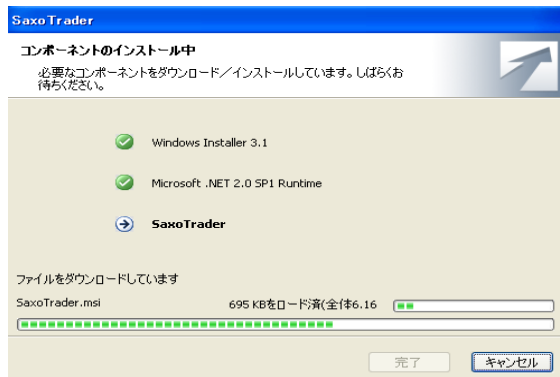 SaxoTrader
コンポーネントのインストール中
必要なコンポーネントをダウンロード／インストールしています。しばらくお
待ちください。
Windows Installer 3.1
Microsoft .NET 2.0 SP1 Runtime
SaxoTrader
ファイルをダウンロードしています
SaxoTrader.msi 695 KBをロード済(全体6.16
完了 キャンセル